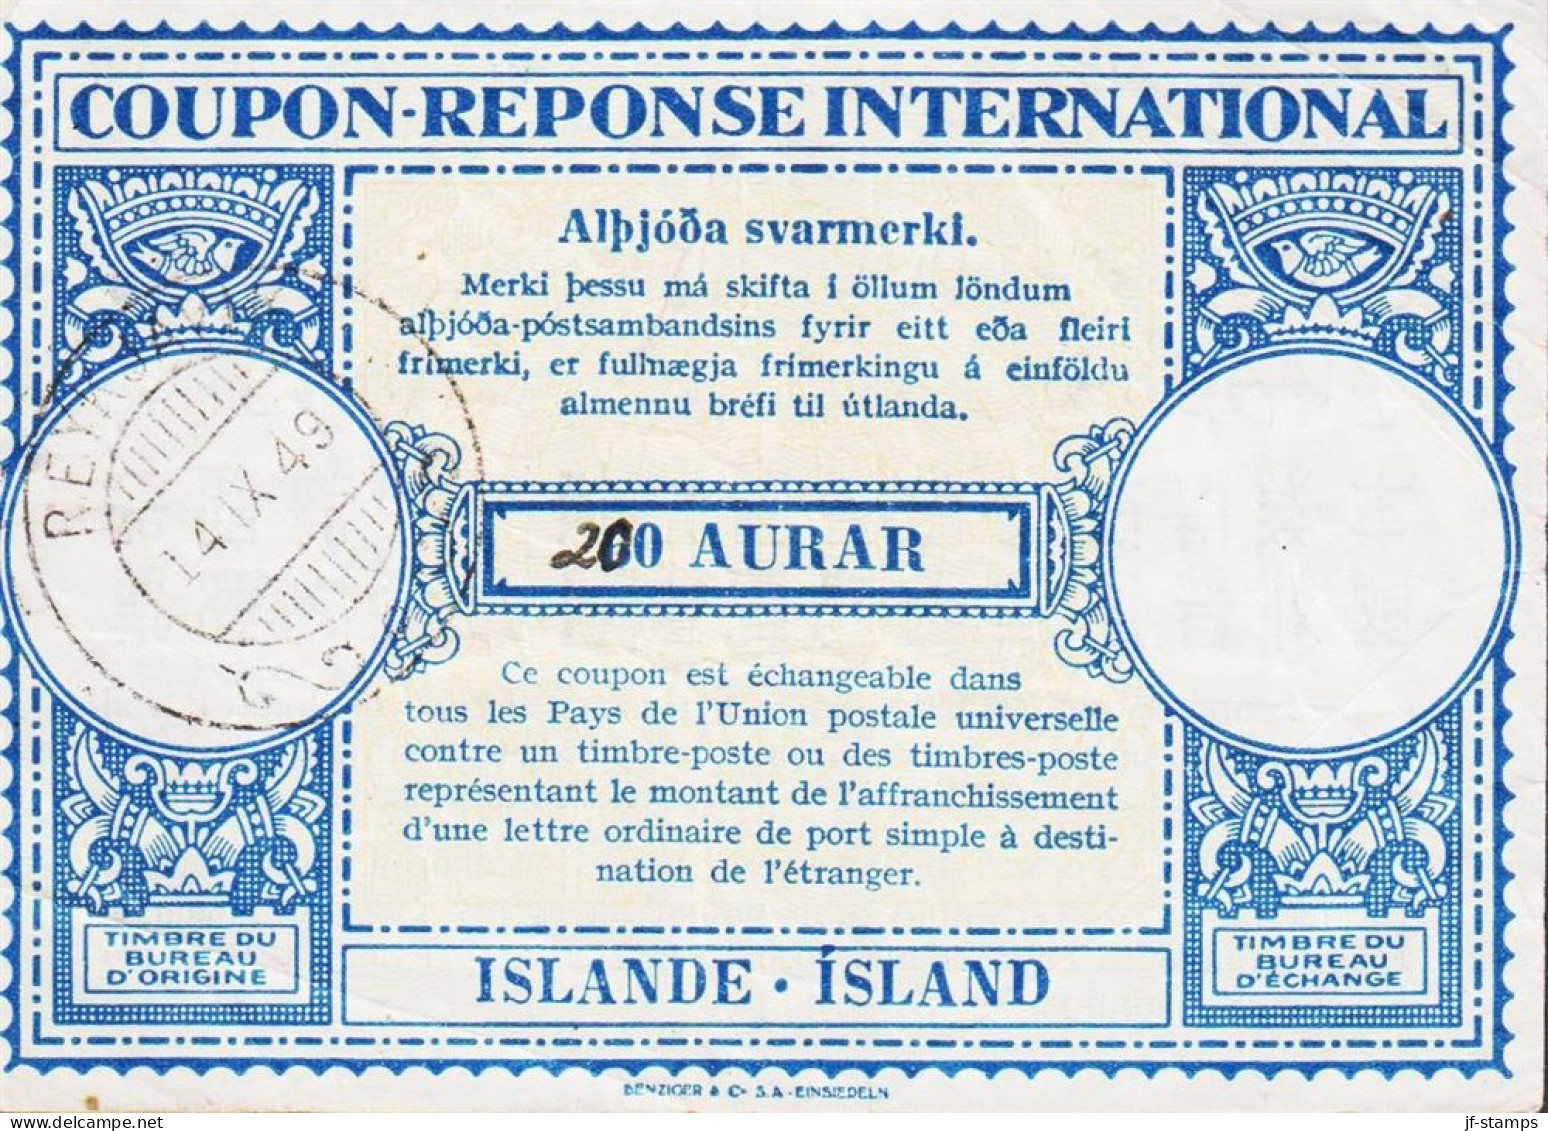 COUPON-REPONSE INTERNATIONAL
Alþjóða svarmerki.
Merki þessu má skifta í öllum löndum
alþjóða-póstsambandsins fyrir eitt eða fleiri
frímerki, er fullnægja frímerkingu á einföldu
almennu bréfi til útlanda.
REYKJAVIK
14 IX 49
200 AURAR
Ce coupon est échangeable dans
tous les Pays de l'Union postale universelle
contre un timbre-poste ou des timbres-poste
représentant le montant de l'affranchissement
d'une lettre ordinaire de port simple à desti-
nation de l'étranger.
TIMBRE DU
BUREAU
D'ORIGINE
ISLANDE · ÍSLAND
TIMBRE DU
BUREAU
D'ÉCHANGE
BENZIGER & Co S.A.-EINSIEDELN
jf-stamps